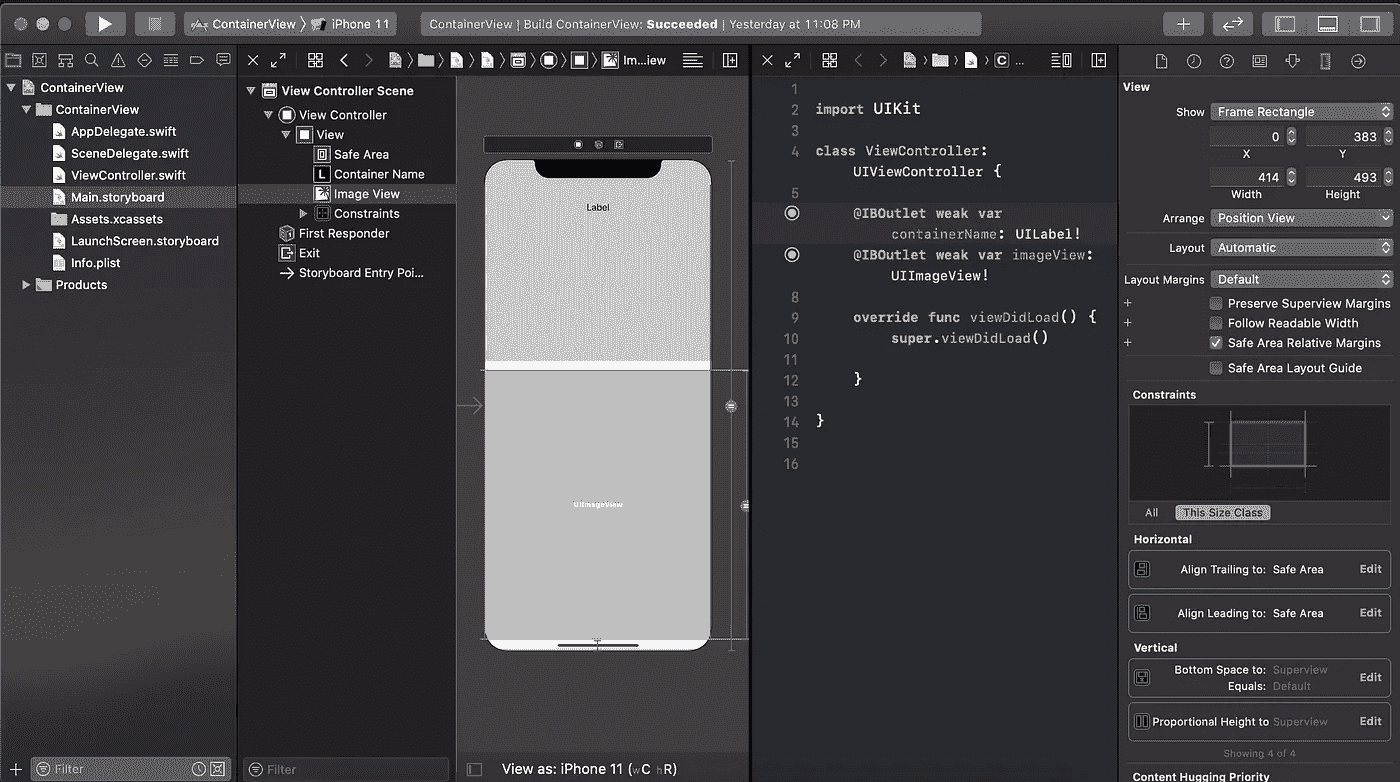 ContainerView
iPhone 11
ContainerView | Build ContainerView: Succeeded | Yesterday at 11:08 PM
Im...iew
C ...
ContainerView
ContainerView
AppDelegate.swift
SceneDelegate.swift
ViewController.swift
Main.storyboard
Assets.xcassets
LaunchScreen.storyboard
Info.plist
Products
Filter
View Controller Scene
View Controller
View
Safe Area
L Container Name
Image View
Constraints
First Responder
Exit
Storyboard Entry Poi...
Filter
Label
UIImageView
View as: iPhone 11 (wC hR)
1
2 import UIKit
3
4 class ViewController:
UIViewController {
5
@IBOutlet weak var
containerName: UILabel!
@IBOutlet weak var imageView:
UIImageView!
8
9 override func viewDidLoad() {
10 super.viewDidLoad()
11
12 }
13
14 }
15
16
View
Show Frame Rectangle
0 383
X Y
414 493
Width Height
Arrange Position View
Layout Automatic
Layout Margins Default
Preserve Superview Margins
Follow Readable Width
Safe Area Relative Margins
Safe Area Layout Guide
Constraints
All This Size Class
Horizontal
Align Trailing to: Safe Area Edit
Align Leading to: Safe Area Edit
Vertical
Bottom Space to: Superview Edit
Equals: Default
Proportional Height to Superview Edit
Showing 4 of 4
Content Hugging Priority